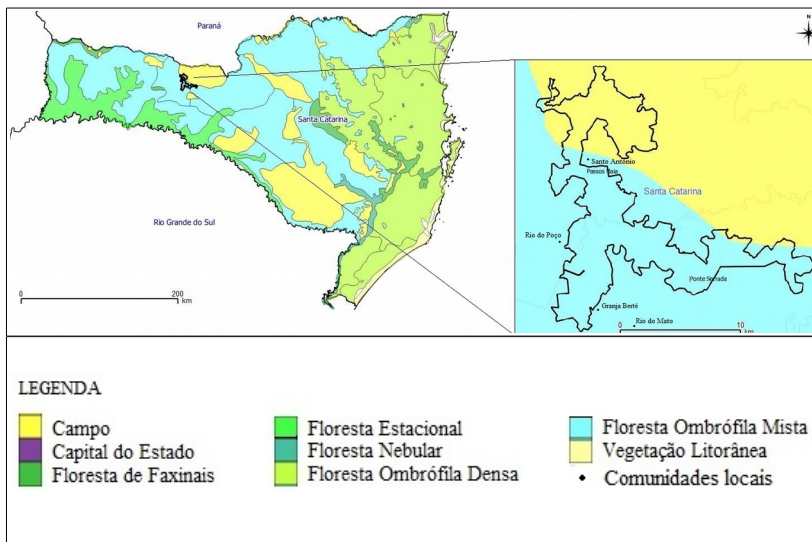 Paraná
Santa Catarina
Rio Grande do Sul
0
200
km
Santo Antônio
Passos Maia
Santa Catarina
Rio do Poço
Ponte Serrada
Granja Berté
Rio do Mato
0
10
km
LEGENDA
Campo
Capital do Estado
Floresta de Faxinais
Floresta Estacional
Floresta Nebular
Floresta Ombrófila Densa
Floresta Ombrófila Mista
Vegetação Litorânea
Comunidades locais